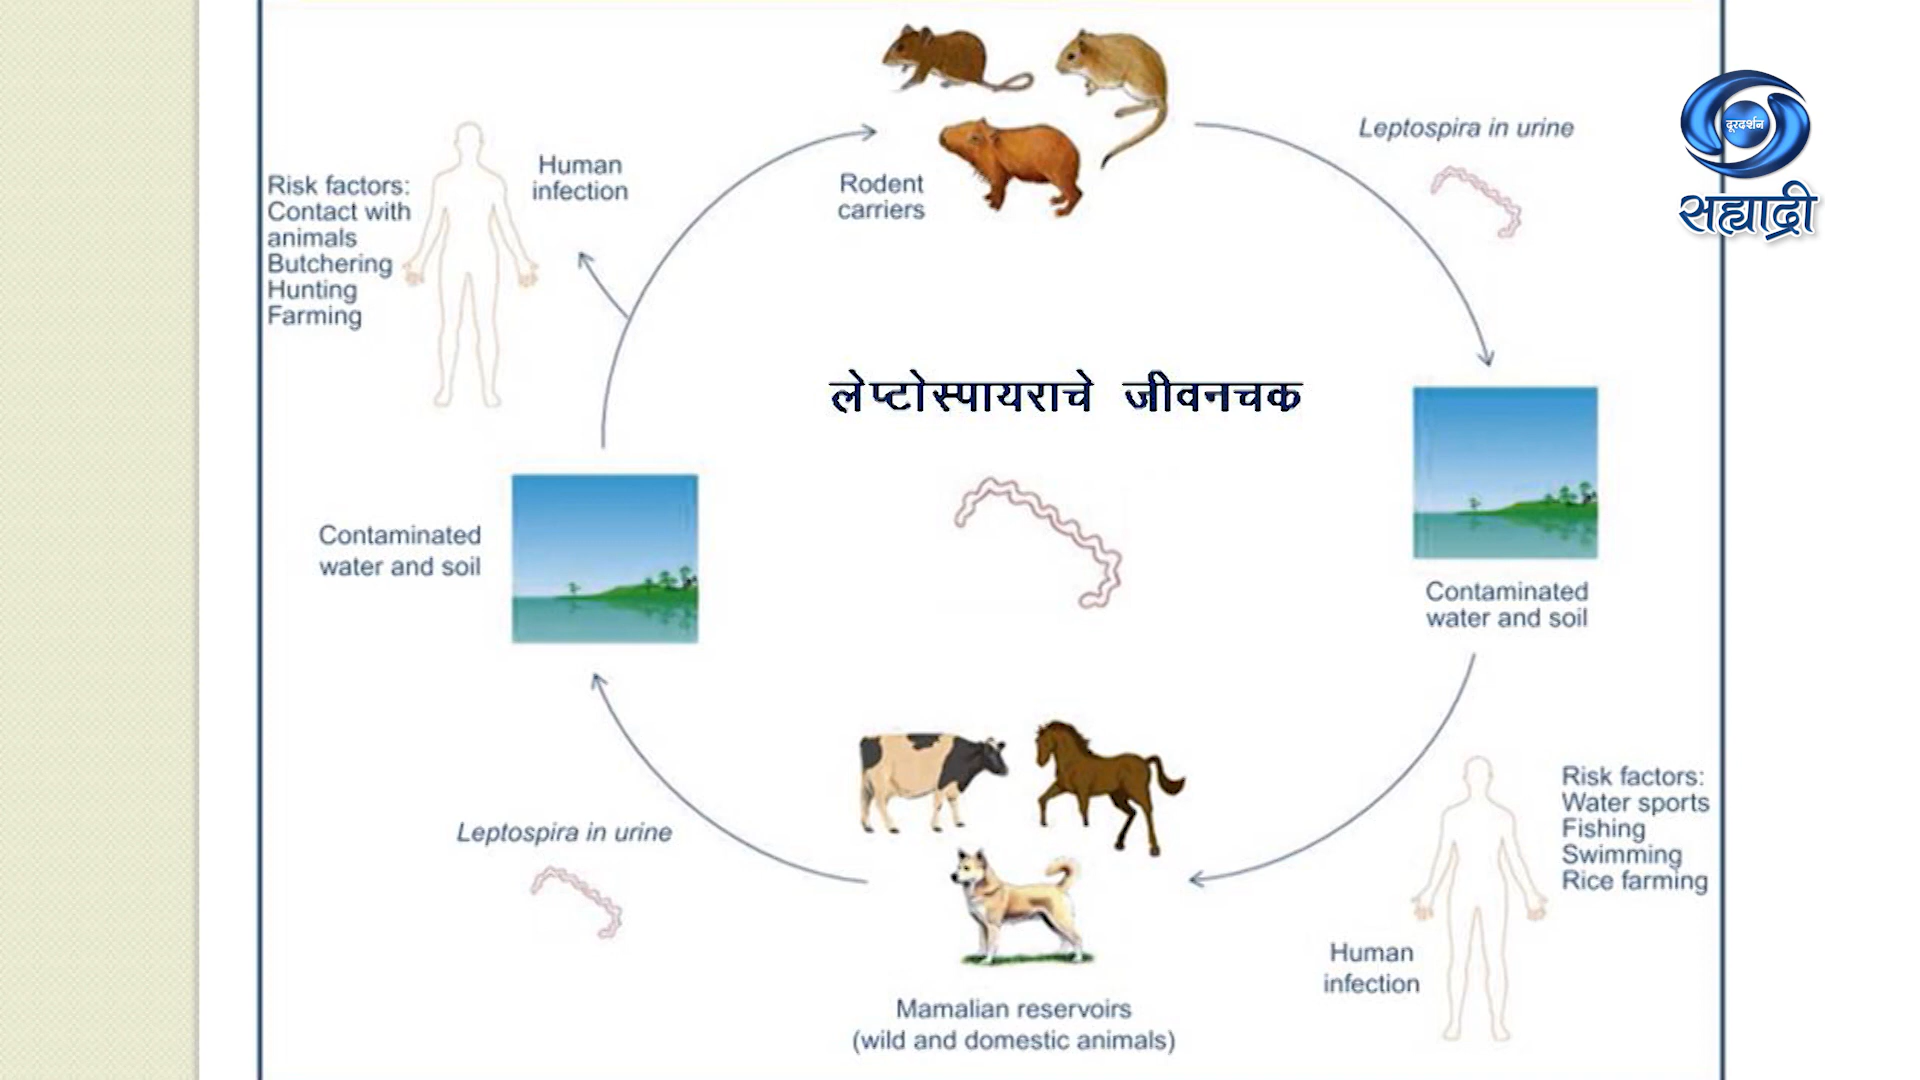 Leptospira in urine
दूरदर्शन
सह्याद्री
Human
infection
Risk factors:
Contact with
animals
Butchering
Hunting
Farming
Rodent
carriers
लेप्टोस्पायराचे जीवनचक
Contaminated
water and soil
Contaminated
water and soil
Leptospira in urine
Risk factors:
Water sports
Fishing
Swimming
Rice farming
Human
infection
Mamalian reservoirs
(wild and domestic animals)